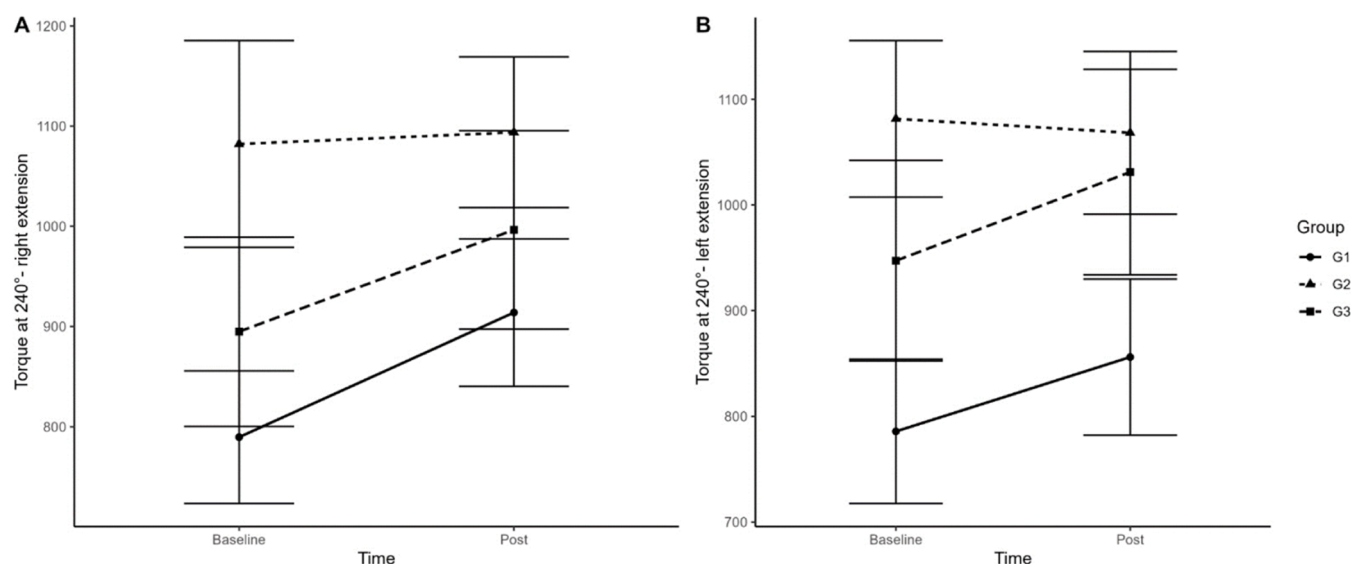 A
Torque at 240°- right extension
1200
1100
1000
900
800
Baseline
Post
Time
B
Torque at 240°- left extension
1100
1000
900
800
700
Baseline
Post
Time
Group
G1
G2
G3